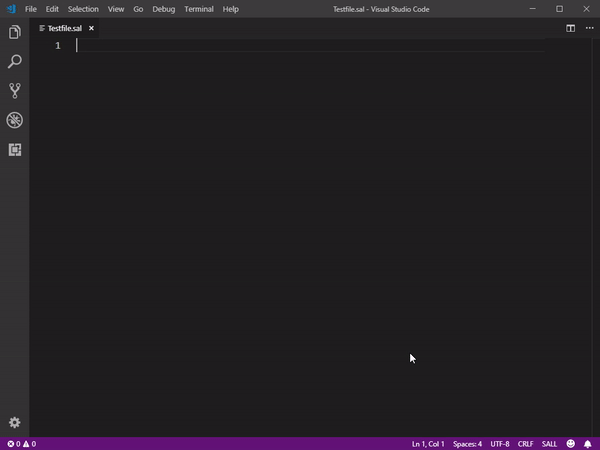 File Edit Selection View Go Debug Terminal Help Testfile.sal - Visual Studio Code
Testfile.sal
1
0 0 Ln 1, Col 1 Spaces: 4 UTF-8 CRLF SALL